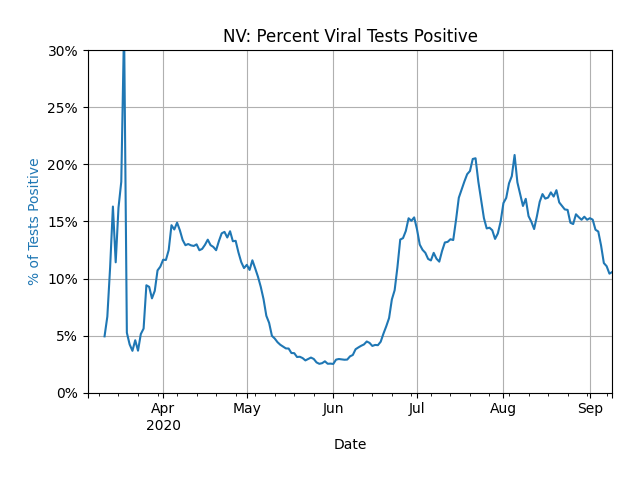 NV: Percent Viral Tests Positive
% of Tests Positive
30%
25%
20%
15%
10%
5%
0%
Apr
2020
May
Jun
Jul
Aug
Sep
Date